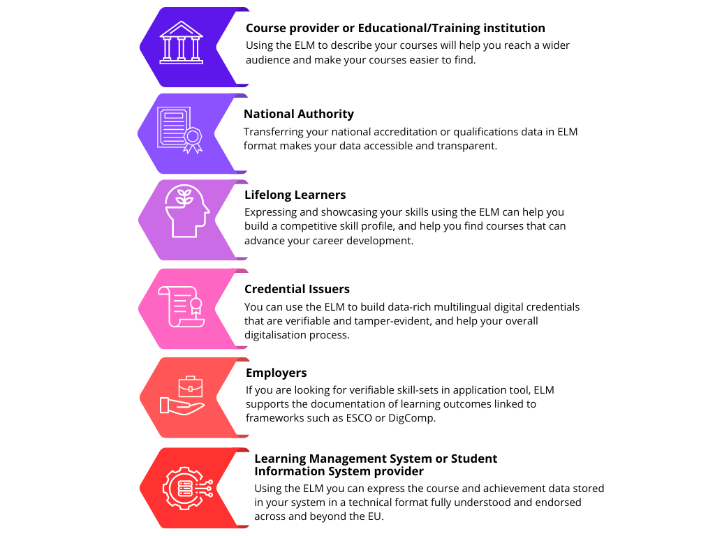 Course provider or Educational/Training institution
Using the ELM to describe your courses will help you reach a wider
audience and make your courses easier to find.
National Authority
Transferring your national accreditation or qualifications data in ELM
format makes your data accessible and transparent.
Lifelong Learners
Expressing and showcasing your skills using the ELM can help you
build a competitive skill profile, and help you find courses that can
advance your career development.
Credential Issuers
You can use the ELM to build data-rich multilingual digital credentials
that are verifiable and tamper-evident, and help your overall
digitalisation process.
Employers
If you are looking for verifiable skill-sets in application tool, ELM
supports the documentation of learning outcomes linked to
frameworks such as ESCO or DigComp.
Learning Management System or Student
Information System provider
Using the ELM you can express the course and achievement data stored
in your system in a technical format fully understood and endorsed
across and beyond the EU.